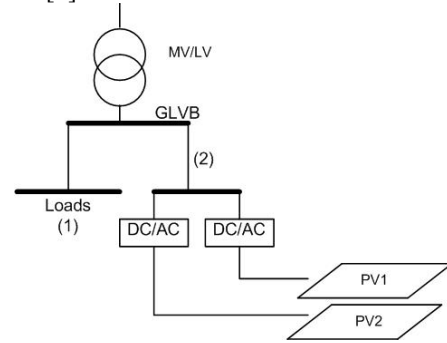 MV/LV
GLVB
(2)
Loads
(1)
DC/AC
DC/AC
PV1
PV2